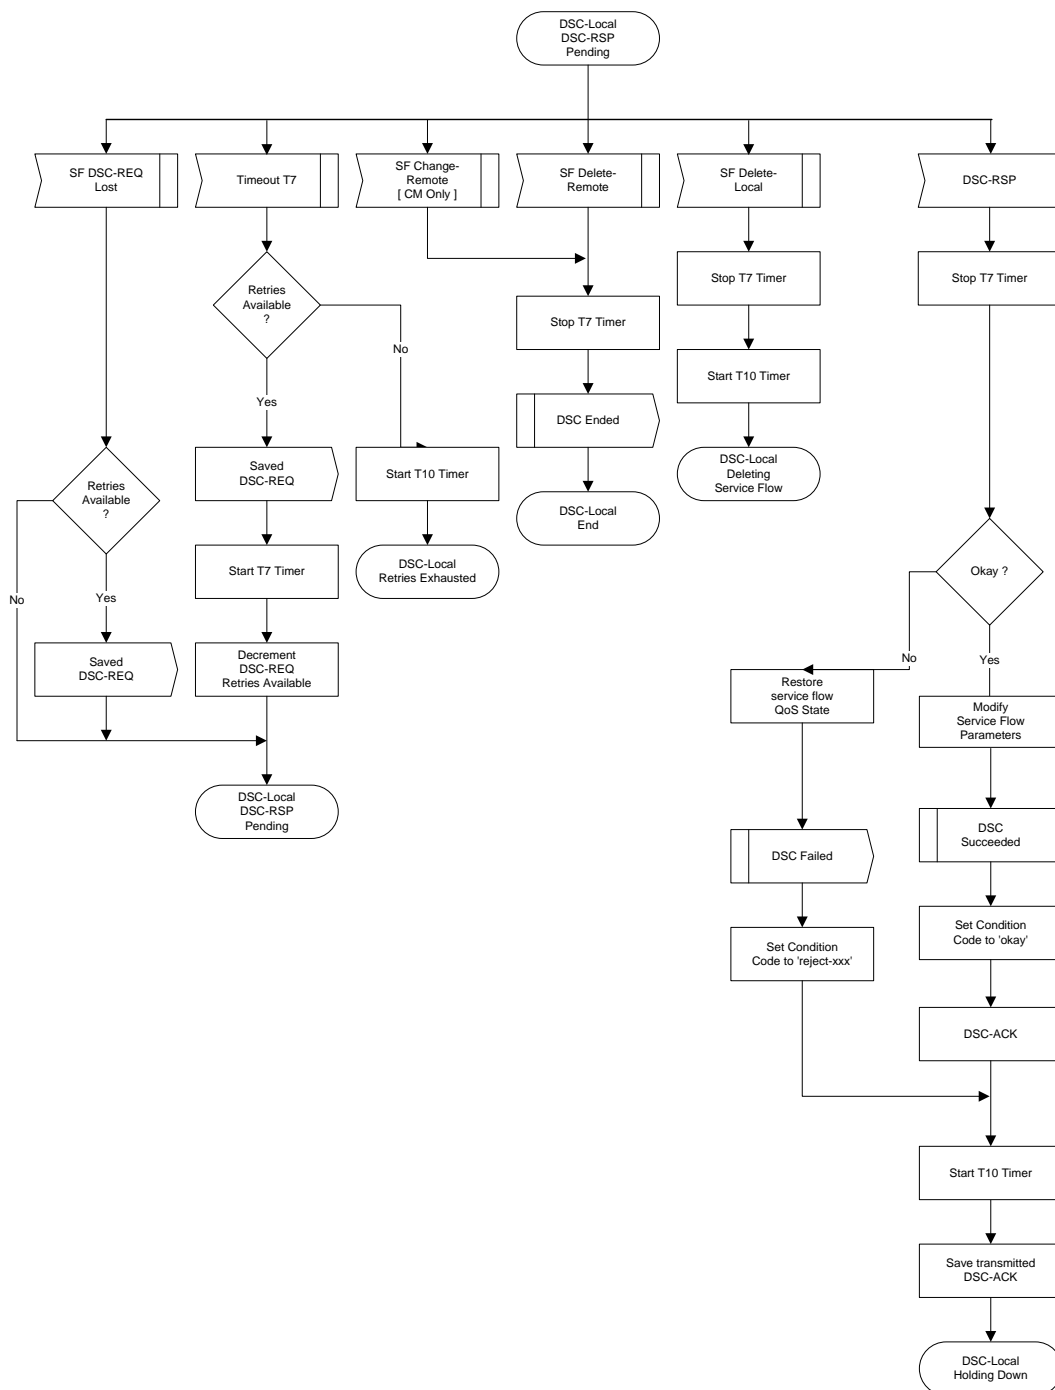 DSC-Local
DSC-RSP
Pending
SF DSC-REQ
Lost
Timeout T7
SF Change-
Remote
[ CM Only ]
SF Delete-
Remote
SF Delete-
Local
DSC-RSP
Retries
Available
?
Stop T7 Timer
Stop T7 Timer
Stop T7 Timer
No
Start T10 Timer
Yes
DSC Ended
Saved
DSC-REQ
Start T10 Timer
DSC-Local
Deleting
Service Flow
Retries
Available
?
DSC-Local
End
Start T7 Timer
DSC-Local
Retries Exhausted
Okay ?
No
Yes
Saved
DSC-REQ
Decrement
DSC-REQ
Retries Available
No
Yes
Restore
service flow
QoS State
Modify
Service Flow
Parameters
DSC-Local
DSC-RSP
Pending
DSC Failed
DSC
Succeeded
Set Condition
Code to 'reject-xxx'
Set Condition
Code to 'okay'
DSC-ACK
Start T10 Timer
Save transmitted
DSC-ACK
DSC-Local
Holding Down